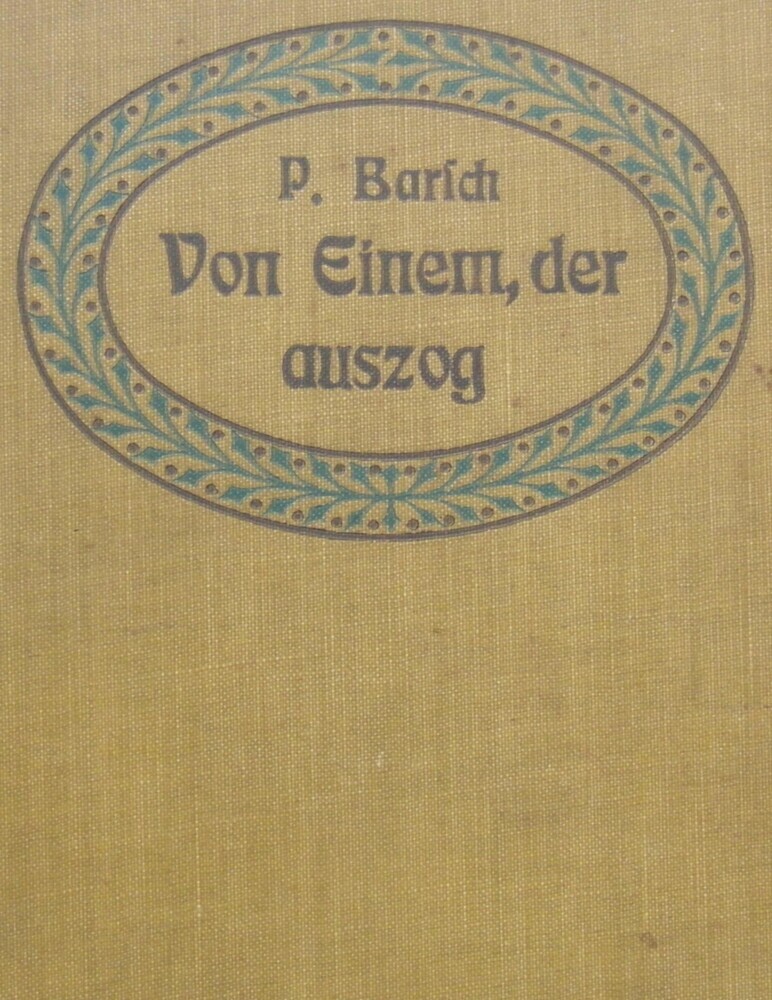 P. Barſch
Von Einem, der
auszog